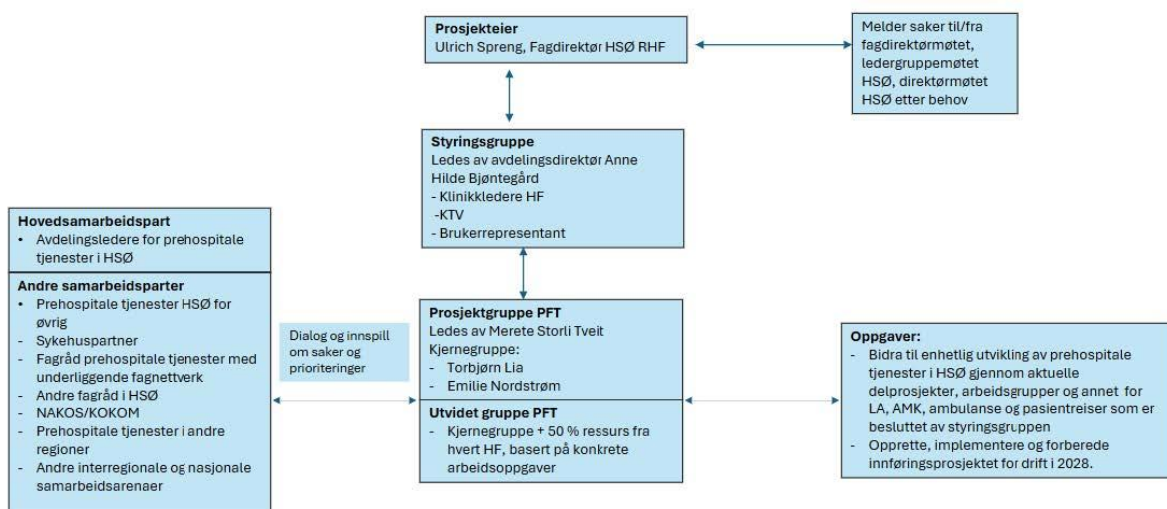 Prosjekteier
Ulrich Spreng, Fagdirektør HSØ RHF
Melder saker til/fra
fagdirektørmøtet,
ledergruppemøtet
HSØ, direktørmøtet
HSØ etter behov
Styringsgruppe
Ledes av avdelingsdirektør Anne
Hilde Bjøntegård
- Klinikkledere HF
-KTV
- Brukerrepresentant
Hovedsamarbeidspart
• Avdelingsledere for prehospitale
tjenester i HSØ
Andre samarbeidsparter
• Prehospitale tjenester HSØ for
øvrig
- Sykehuspartner
- Fagråd prehospitale tjenester med
underliggende fagnettverk
- Andre fagråd i HSØ
- NAKOS/KOKOM
- Prehospitale tjenester i andre
regioner
- Andre interregionale og nasjonale
samarbeidsarenaer
Dialog og innspill
om saker og
prioriteringer
Prosjektgruppe PFT
Ledes av Merete Storli Tveit
Kjernegruppe:
- Torbjørn Lia
- Emilie Nordstrøm
Utvidet gruppe PFT
- Kjernegruppe + 50 % ressurs fra
hvert HF, basert på konkrete
arbeidsoppgaver
Oppgaver:
- Bidra til enhetlig utvikling av prehospitale
tjenester i HSØ gjennom aktuelle
delprosjekter, arbeidsgrupper og annet for
LA, AMK, ambulanse og pasientreiser som er
besluttet av styringsgruppen
- Opprette, implementere og forberede
innføringsprosjektet for drift i 2028.